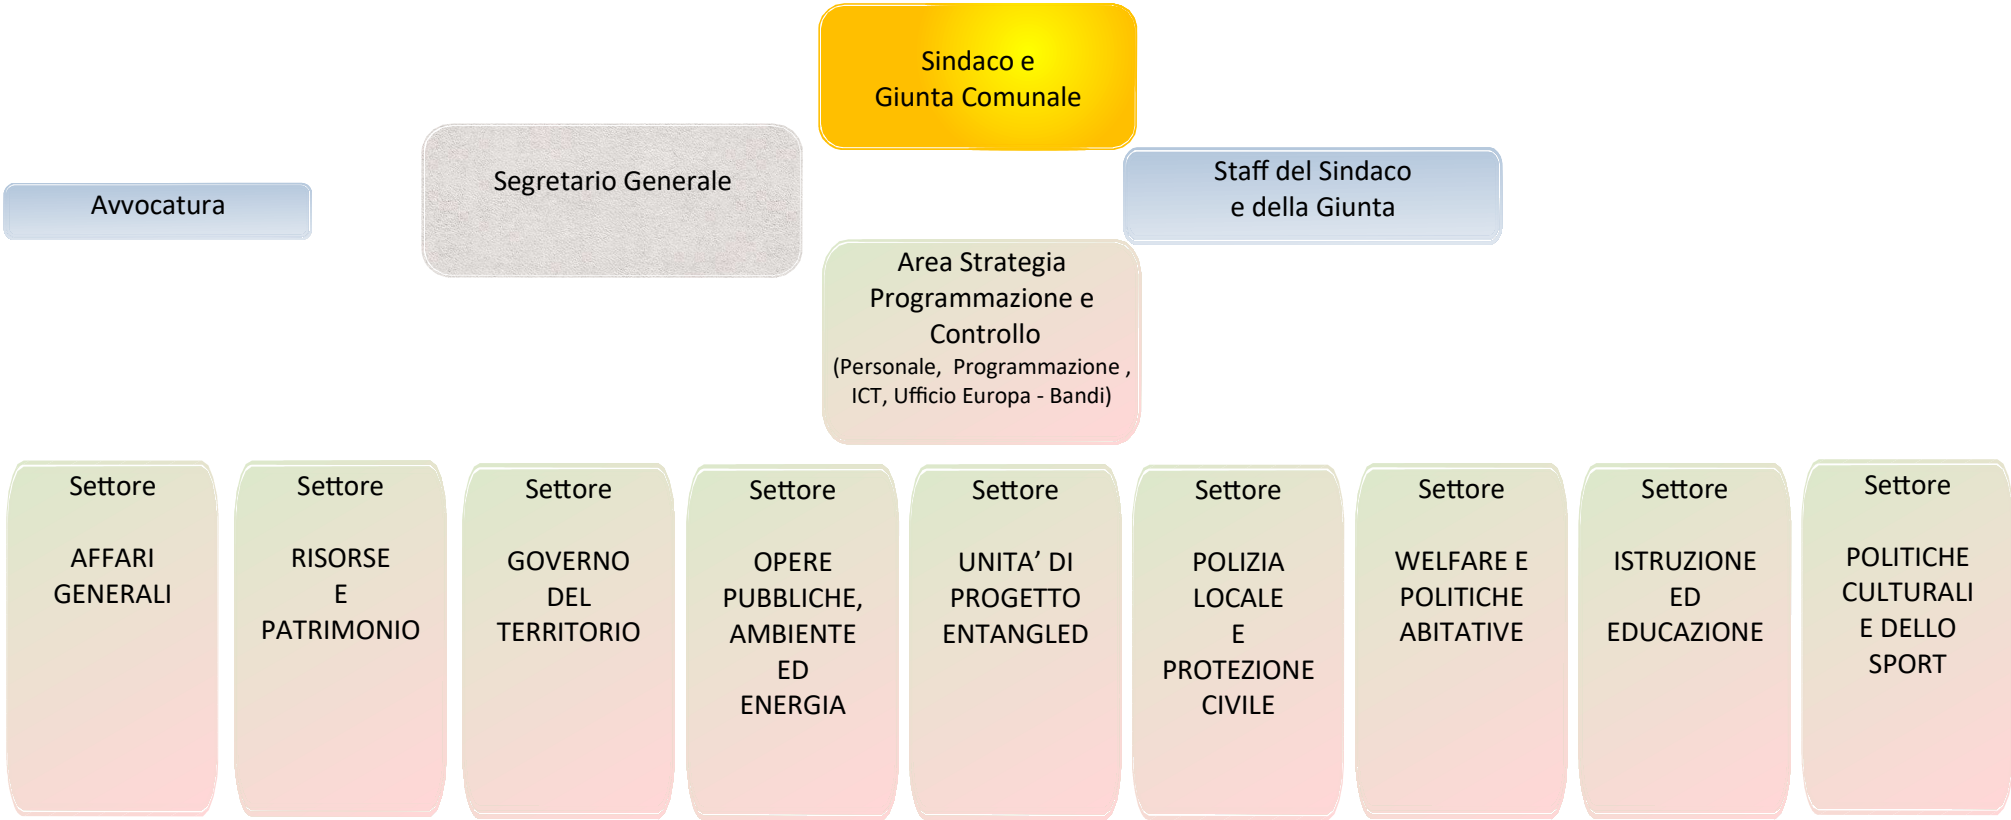 Sindaco e
Giunta Comunale
Avvocatura
Segretario Generale
Staff del Sindaco
e della Giunta
Area Strategia
Programmazione e
Controllo
(Personale, Programmazione ,
ICT, Ufficio Europa - Bandi)
Settore
AFFARI
GENERALI
Settore
RISORSE
E
PATRIMONIO
Settore
GOVERNO
DEL
TERRITORIO
Settore
OPERE
PUBBLICHE,
AMBIENTE
ED
ENERGIA
Settore
UNITA’ DI
PROGETTO
ENTANGLED
Settore
POLIZIA
LOCALE
E
PROTEZIONE
CIVILE
Settore
WELFARE E
POLITICHE
ABITATIVE
Settore
ISTRUZIONE
ED
EDUCAZIONE
Settore
POLITICHE
CULTURALI
E DELLO
SPORT